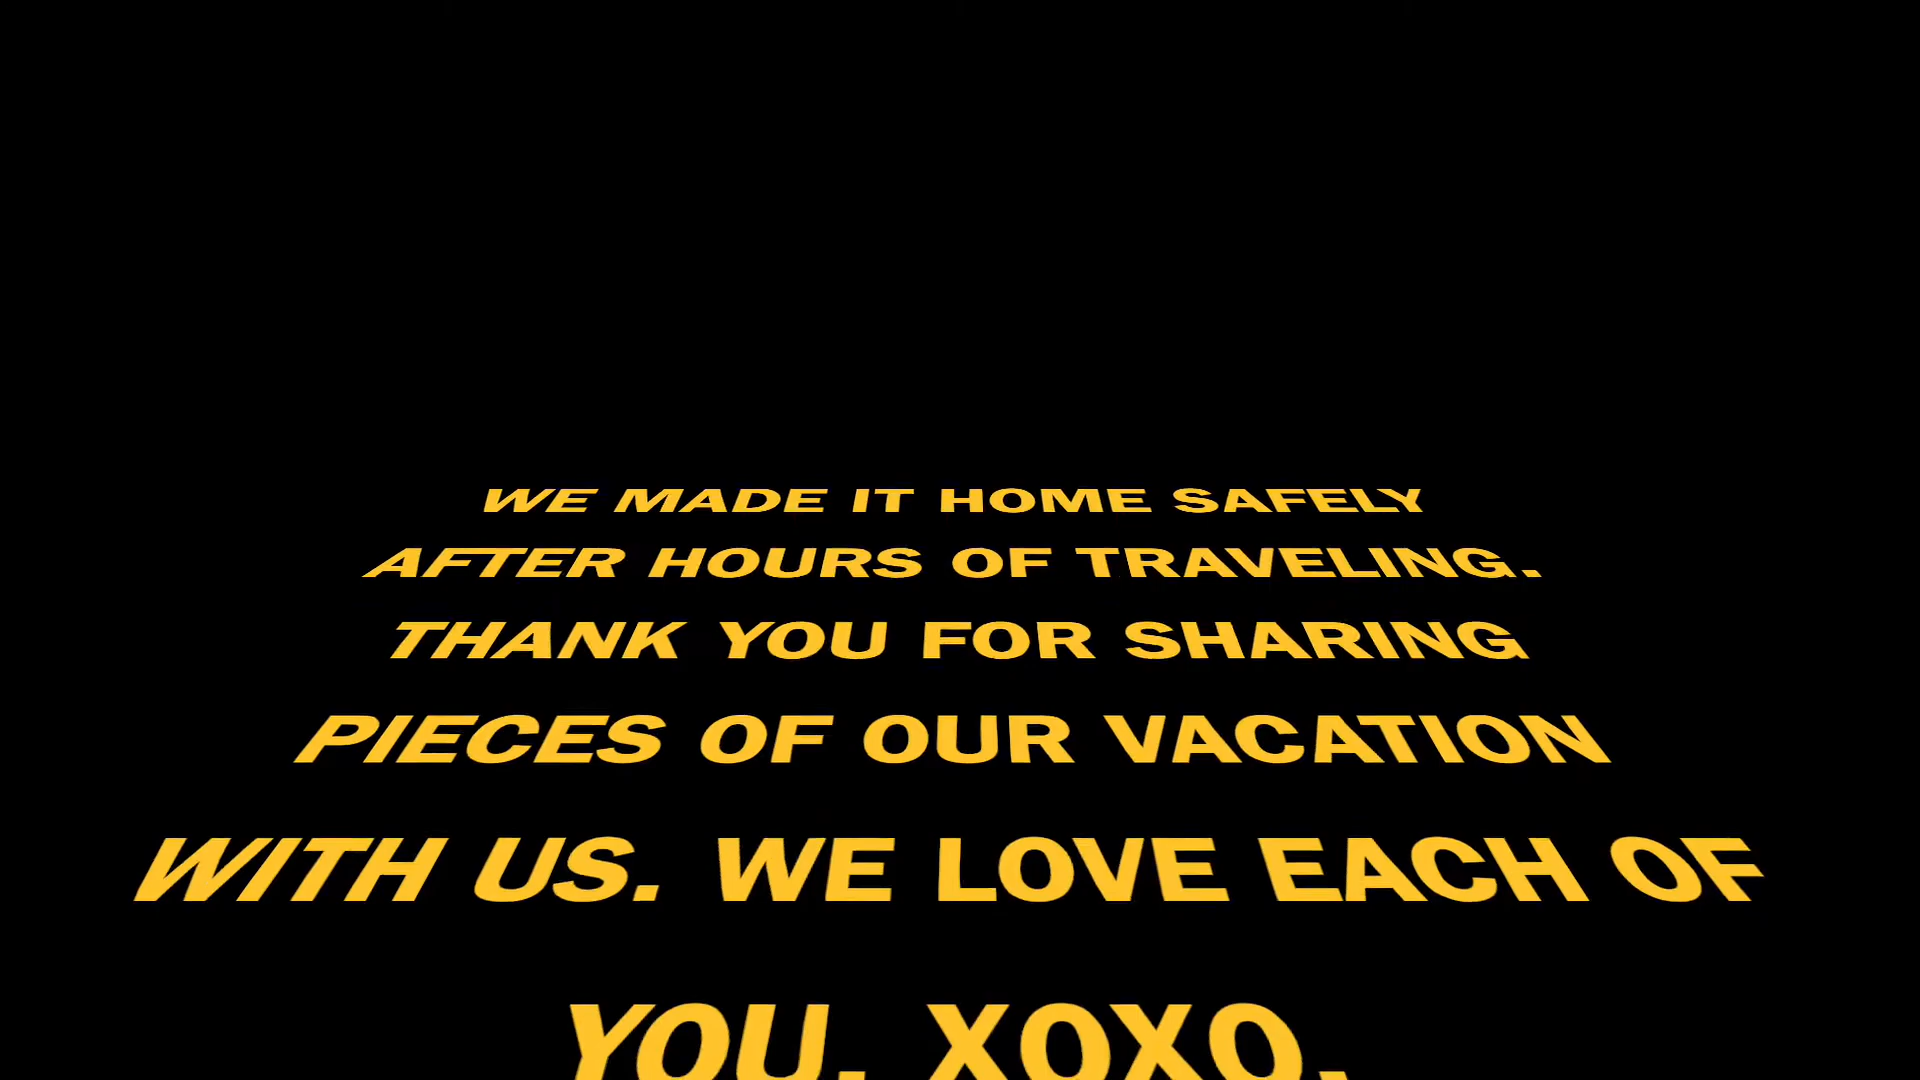 WE MADE IT HOME SAFELY
AFTER HOURS OF TRAVELING.
THANK YOU FOR SHARING
PIECES OF OUR VACATION
WITH US. WE LOVE EACH OF
YOU. XOXO.